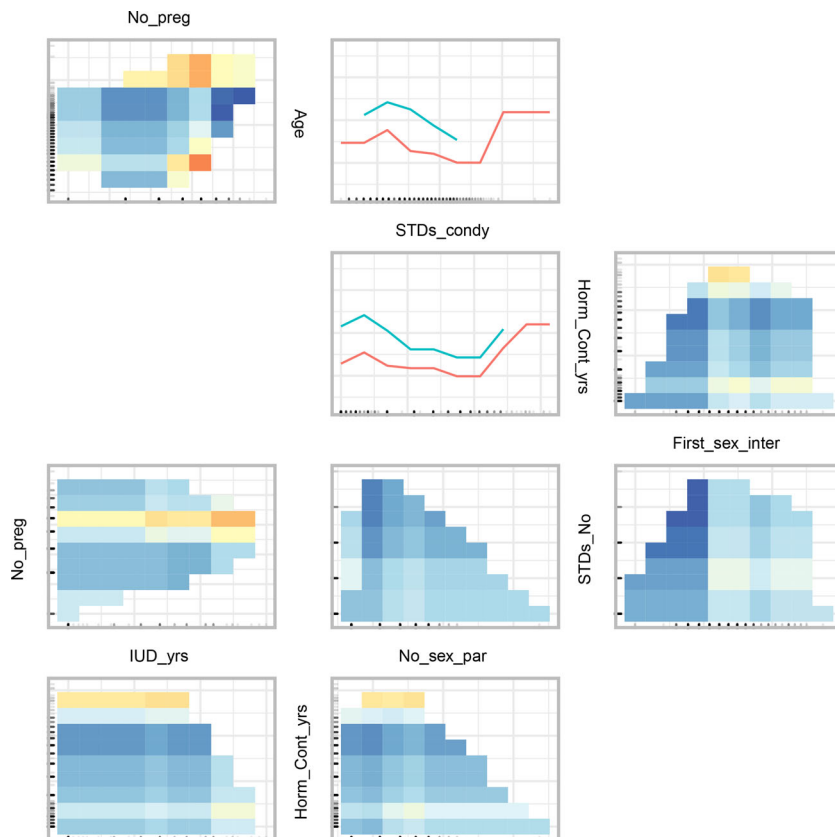 No_preg
Age
STDs_condy
Horm_Cont_yrs
First_sex_inter
No_preg
STDs_No
IUD_yrs
No_sex_par
Horm_Cont_yrs